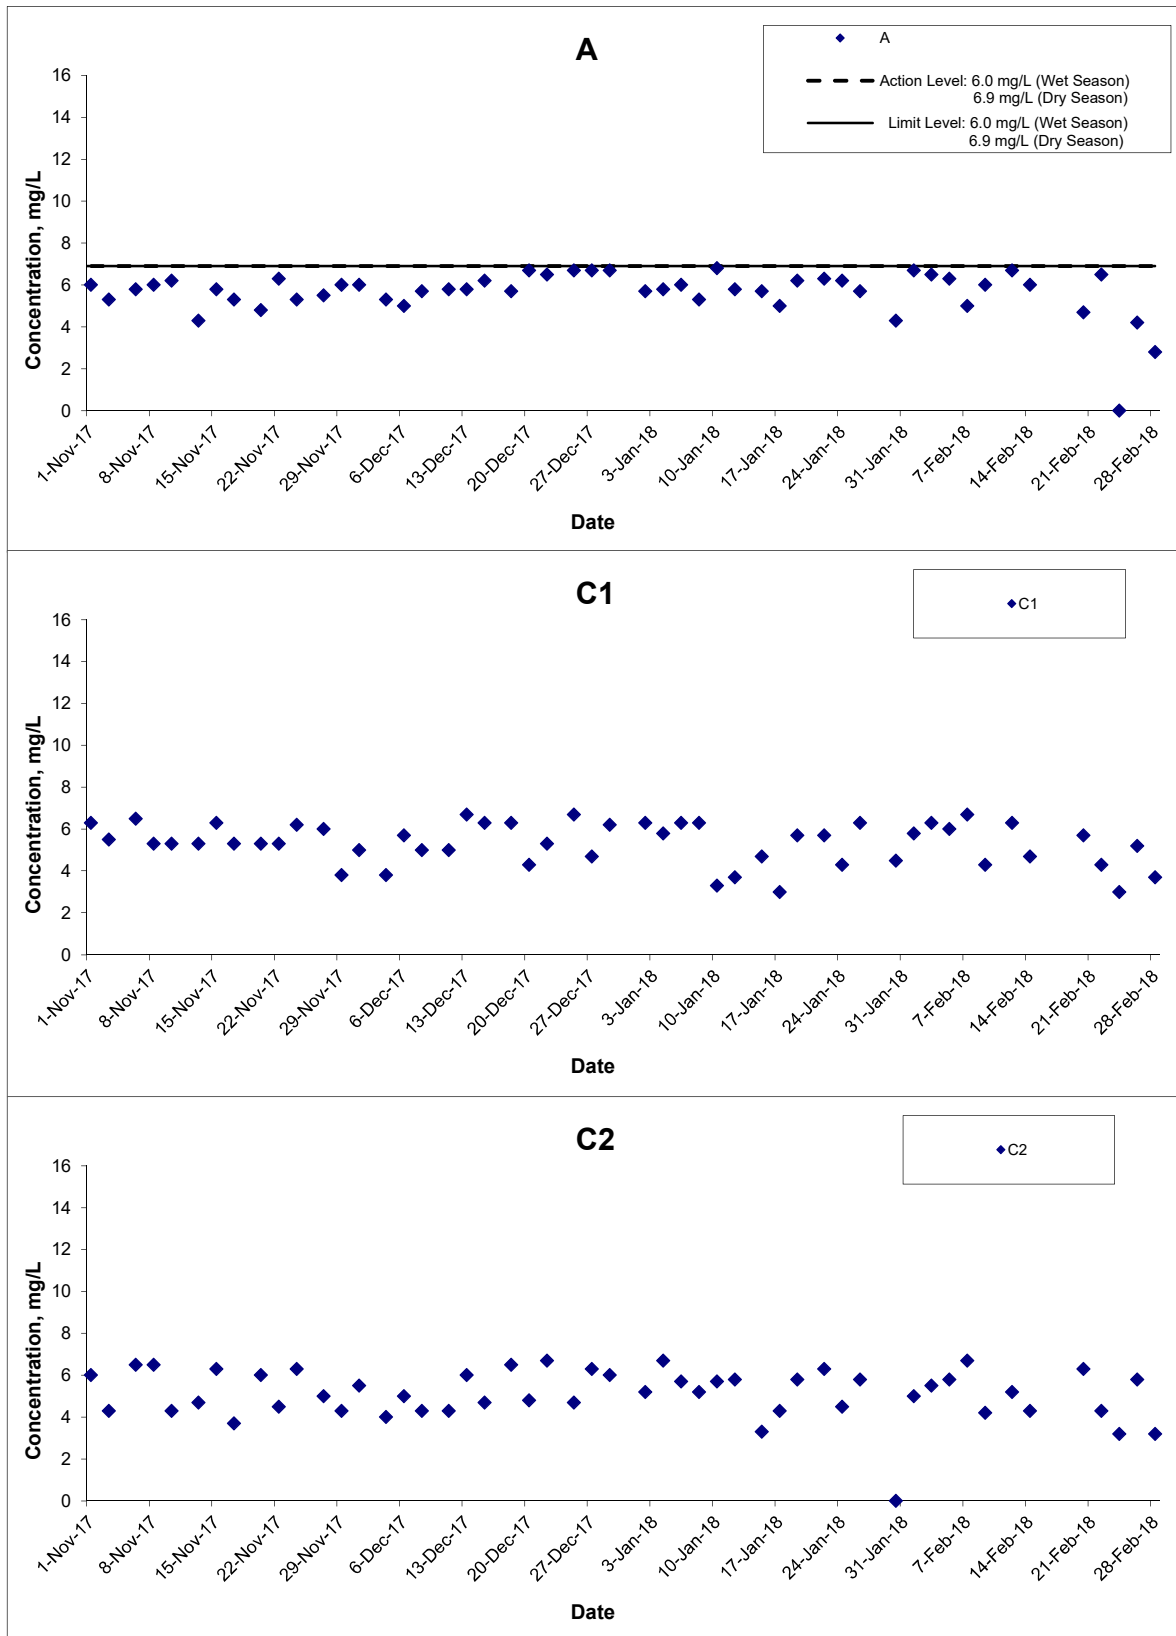 A
A
Action Level: 6.0 mg/L (Wet Season)
6.9 mg/L (Dry Season)
Limit Level: 6.0 mg/L (Wet Season)
6.9 mg/L (Dry Season)
Concentration, mg/L
16
14
12
10
8
6
4
2
0
1-Nov-17
8-Nov-17
15-Nov-17
22-Nov-17
29-Nov-17
6-Dec-17
13-Dec-17
20-Dec-17
27-Dec-17
3-Jan-18
10-Jan-18
17-Jan-18
24-Jan-18
31-Jan-18
7-Feb-18
14-Feb-18
21-Feb-18
28-Feb-18
Date
C1
C1
Concentration, mg/L
16
14
12
10
8
6
4
2
0
1-Nov-17
8-Nov-17
15-Nov-17
22-Nov-17
29-Nov-17
6-Dec-17
13-Dec-17
20-Dec-17
27-Dec-17
3-Jan-18
10-Jan-18
17-Jan-18
24-Jan-18
31-Jan-18
7-Feb-18
14-Feb-18
21-Feb-18
28-Feb-18
Date
C2
C2
Concentration, mg/L
16
14
12
10
8
6
4
2
0
1-Nov-17
8-Nov-17
15-Nov-17
22-Nov-17
29-Nov-17
6-Dec-17
13-Dec-17
20-Dec-17
27-Dec-17
3-Jan-18
10-Jan-18
17-Jan-18
24-Jan-18
31-Jan-18
7-Feb-18
14-Feb-18
21-Feb-18
28-Feb-18
Date